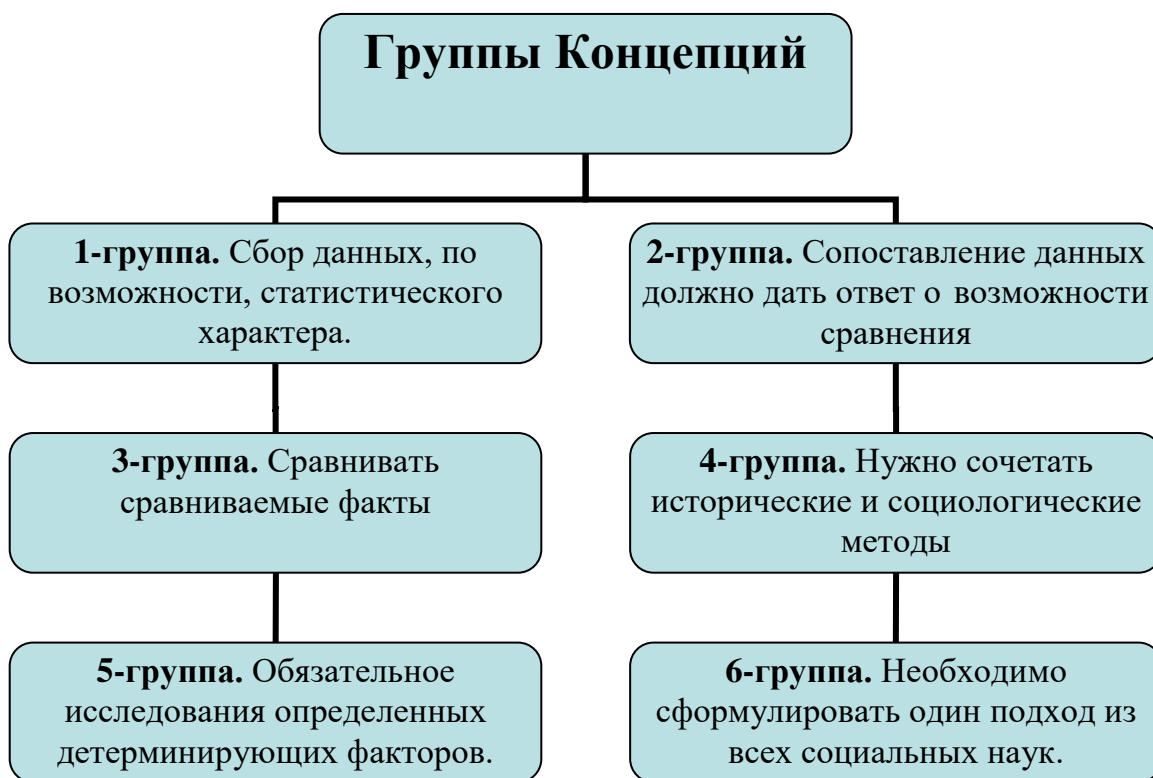 Группы Концепций
1-группа. Сбор данных, по
возможности, статистического
характера.
2-группа. Сопоставление данных
должно дать ответ о возможности
сравнения
3-группа. Сравнивать
сравниваемые факты
4-группа. Нужно сочетать
исторические и социологические
методы
5-группа. Обязательное
исследования определенных
детерминирующих факторов.
6-группа. Необходимо
сформулировать один подход из
всех социальных наук.